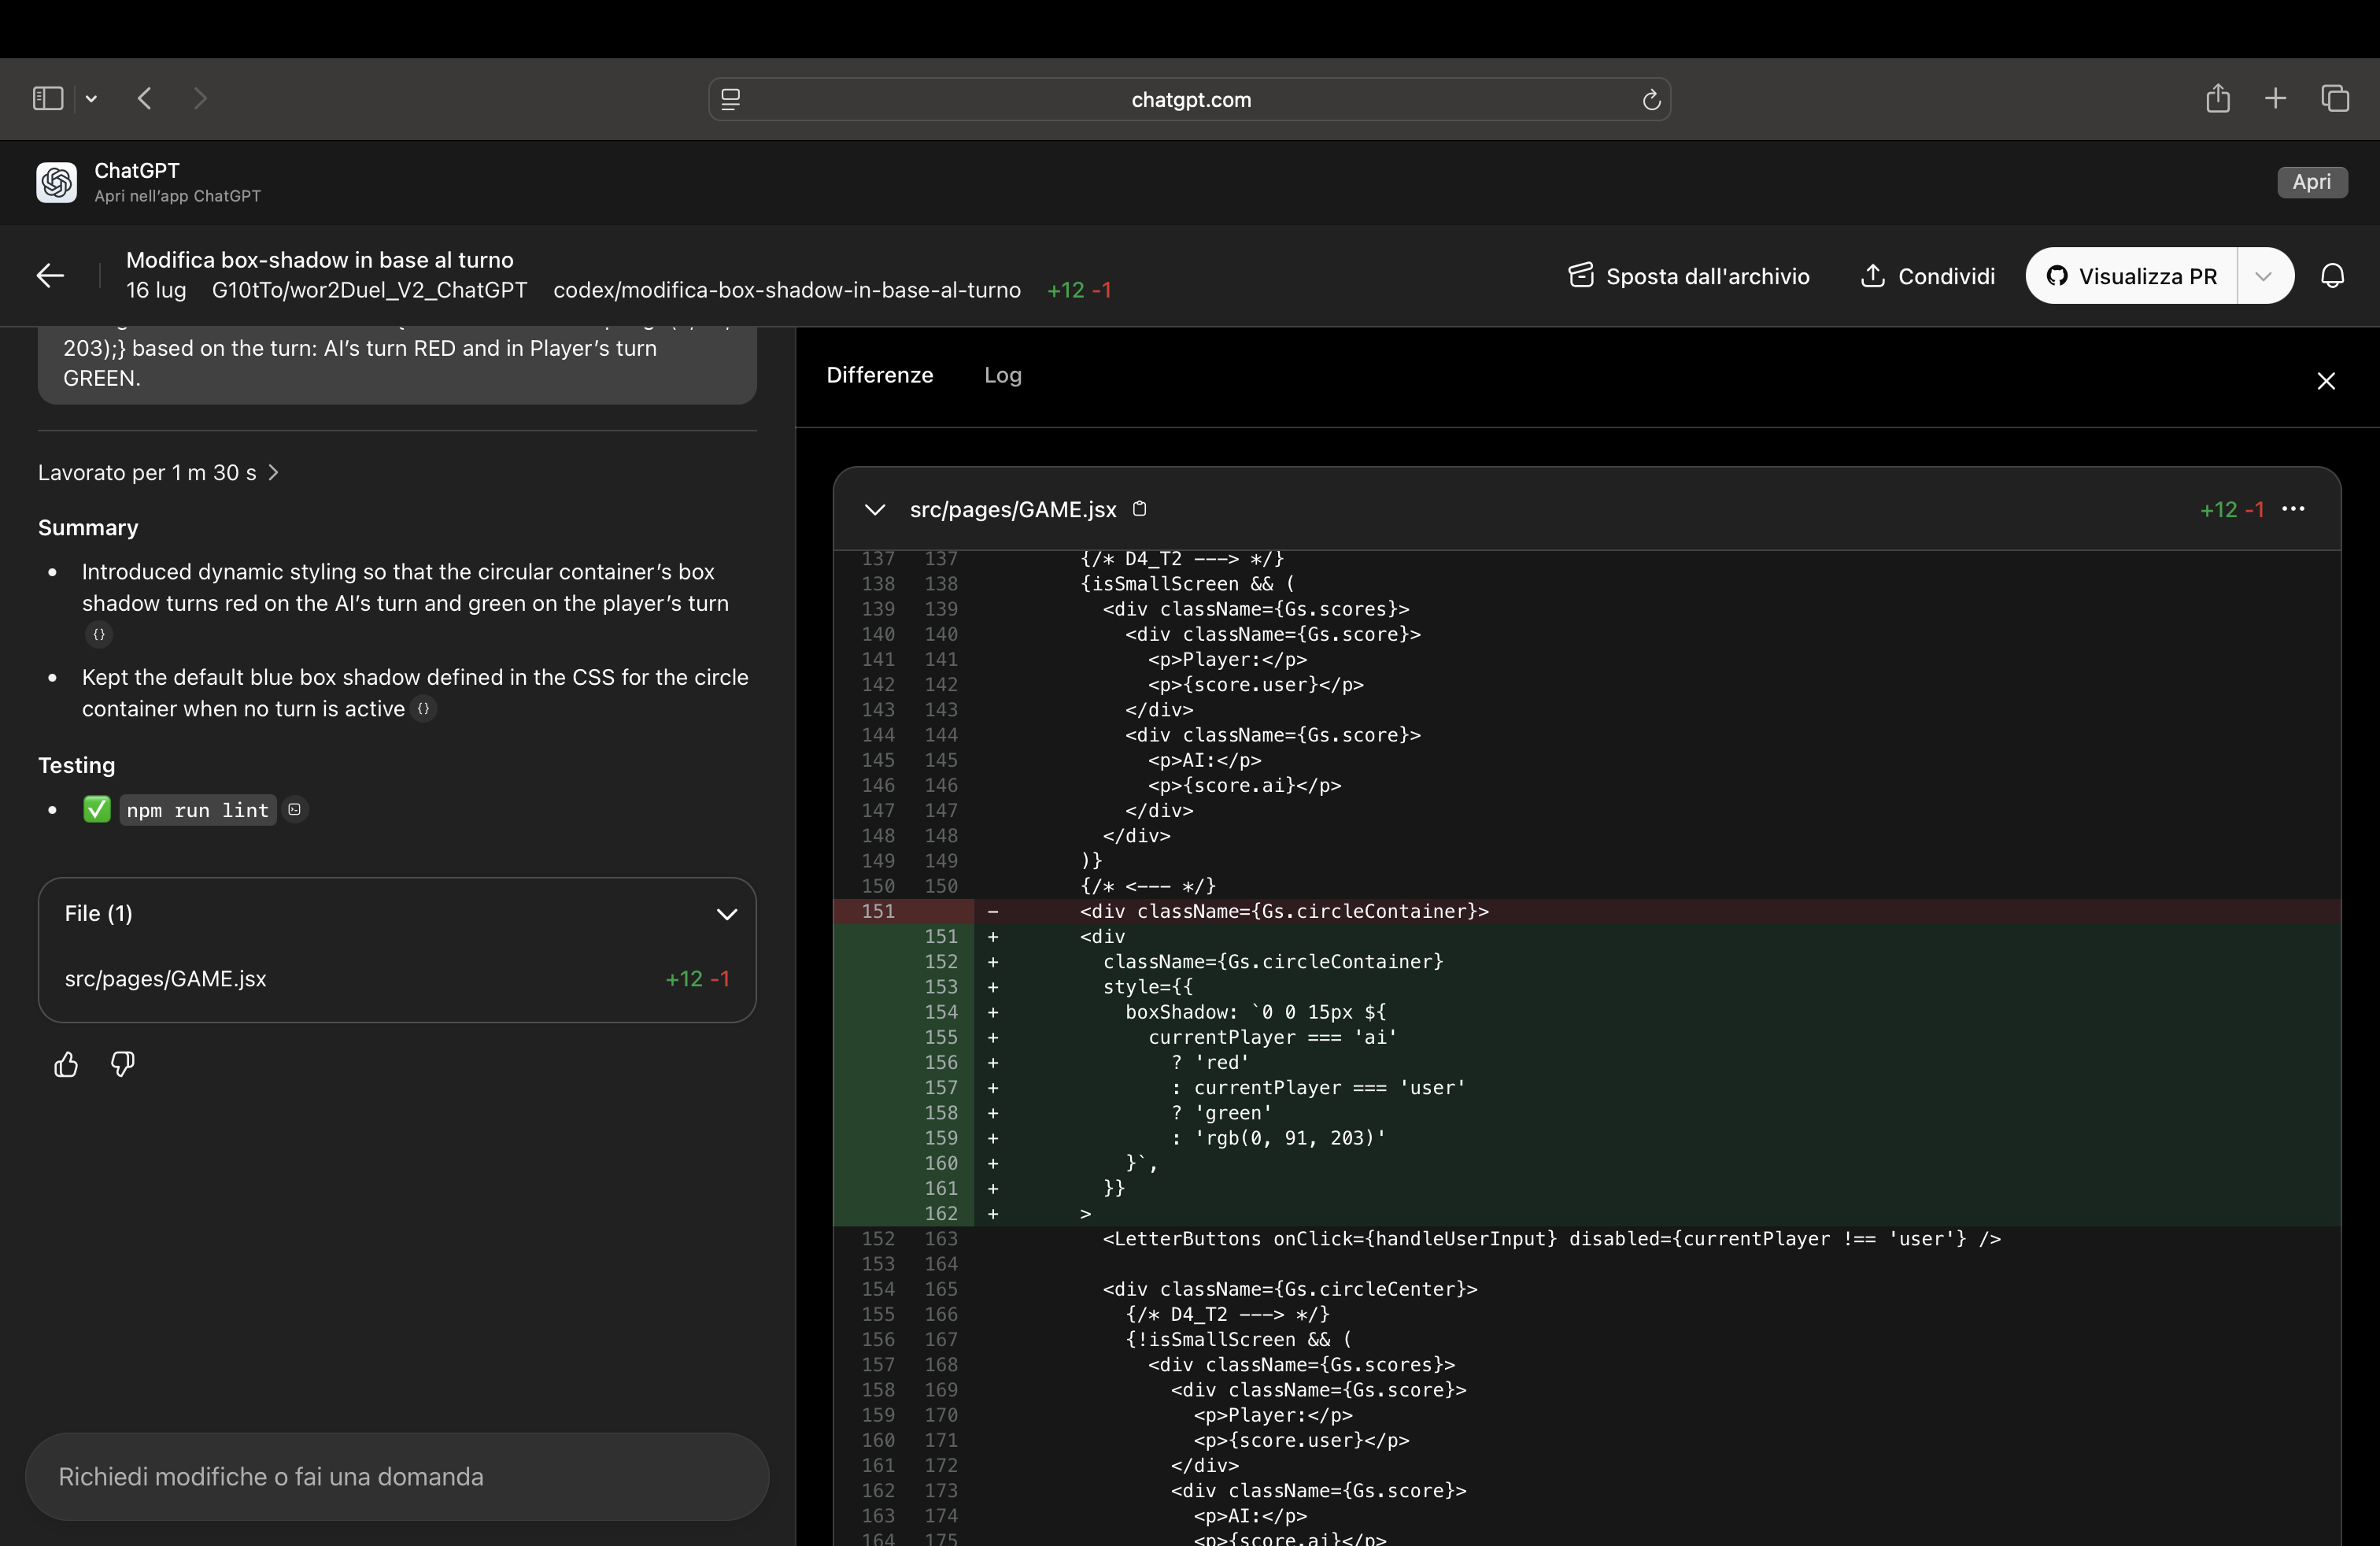 chatgpt.com
ChatGPT
Apri nell'app ChatGPT
Apri
Modifica box-shadow in base al turno
16 lug G10tTo/wor2Duel_V2_ChatGPT codex/modifica-box-shadow-in-base-al-turno +12 -1
Sposta dall'archivio
Condividi
Visualizza PR
203);} based on the turn: AI's turn RED and in Player's turn
GREEN.
Lavorato per 1 m 30 s
Summary
• Introduced dynamic styling so that the circular container's box
shadow turns red on the AI's turn and green on the player's turn
{}
• Kept the default blue box shadow defined in the CSS for the circle
container when no turn is active {}
Testing
• ✅ npm run lint
File (1)
src/pages/GAME.jsx +12 -1
Richiedi modifiche o fai una domanda
Differenze Log
src/pages/GAME.jsx +12 -1
137 137 {/* D4_T2 ---> */}
138 138 {isSmallScreen && (
139 139 <div className={Gs.scores}>
140 140 <div className={Gs.score}>
141 141 <p>Player:</p>
142 142 <p>{score.user}</p>
143 143 </div>
144 144 <div className={Gs.score}>
145 145 <p>AI:</p>
146 146 <p>{score.ai}</p>
147 147 </div>
148 148 </div>
149 149 )}
150 150 {/* <--- */}
151 - <div className={Gs.circleContainer}>
151 + <div
152 + className={Gs.circleContainer}
153 + style={{
154 + boxShadow: `0 0 15px ${
155 + currentPlayer === 'ai'
156 + ? 'red'
157 + : currentPlayer === 'user'
158 + ? 'green'
159 + : 'rgb(0, 91, 203)'
160 + }`,
161 + }}
162 + >
152 163 <LetterButtons onClick={handleUserInput} disabled={currentPlayer !== 'user'} />
153 164
154 165 <div className={Gs.circleCenter}>
155 166 {/* D4_T2 ---> */}
156 167 {!isSmallScreen && (
157 168 <div className={Gs.scores}>
158 169 <div className={Gs.score}>
159 170 <p>Player:</p>
160 171 <p>{score.user}</p>
161 172 </div>
162 173 <div className={Gs.score}>
163 174 <p>AI:</p>
164 175 <p>{score.ai}</p>